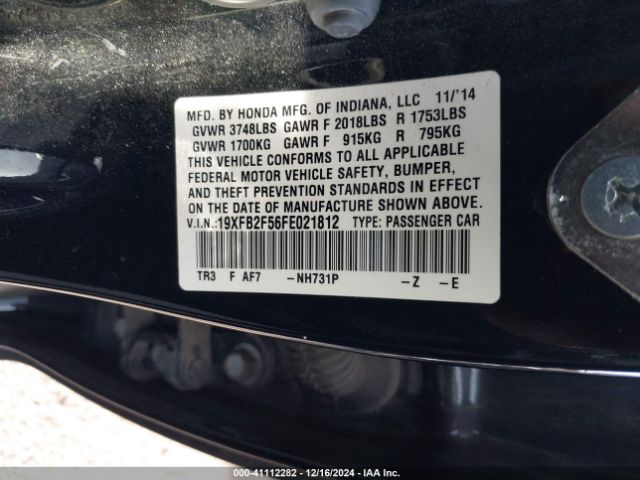 MFD. BY HONDA MFG. OF INDIANA, LLC 11/'14
GVWR 3748LBS GAWR F 2018LBS R 1753LBS
GVWR 1700KG GAWR F 915KG R 795KG
THIS VEHICLE CONFORMS TO ALL APPLICABLE
FEDERAL MOTOR VEHICLE SAFETY, BUMPER,
AND THEFT PREVENTION STANDARDS IN EFFECT
ON THE DATE OF MANUFACTURE SHOWN ABOVE.
V.I.N.:19XFB2F56FE021812 TYPE: PASSENGER CAR
TR3 F AF7 -NH731P -Z -E
000-41112282 - 12/16/2024 - IAA Inc.